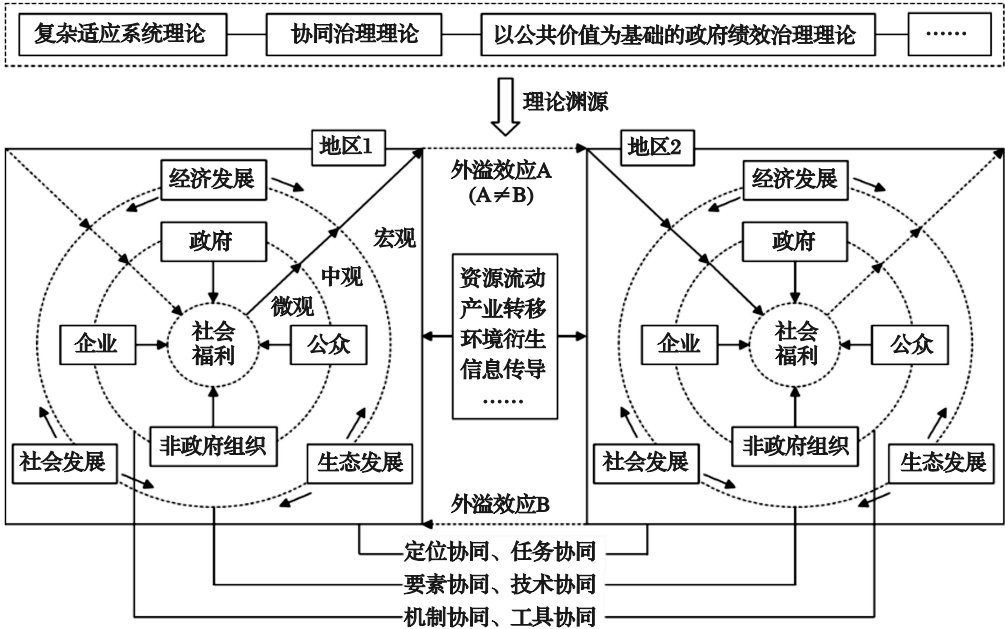 复杂适应系统理论
协同治理理论
以公共价值为基础的政府绩效治理理论
……
理论渊源
地区1
经济发展
政府
宏观
中观
微观
企业
社会
福利
公众
非政府组织
社会发展
生态发展
外溢效应A
(A≠B)
资源流动
产业转移
环境衍生
信息传导
……
外溢效应B
地区2
经济发展
政府
企业
社会
福利
公众
非政府组织
社会发展
生态发展
定位协同、任务协同
要素协同、技术协同
机制协同、工具协同